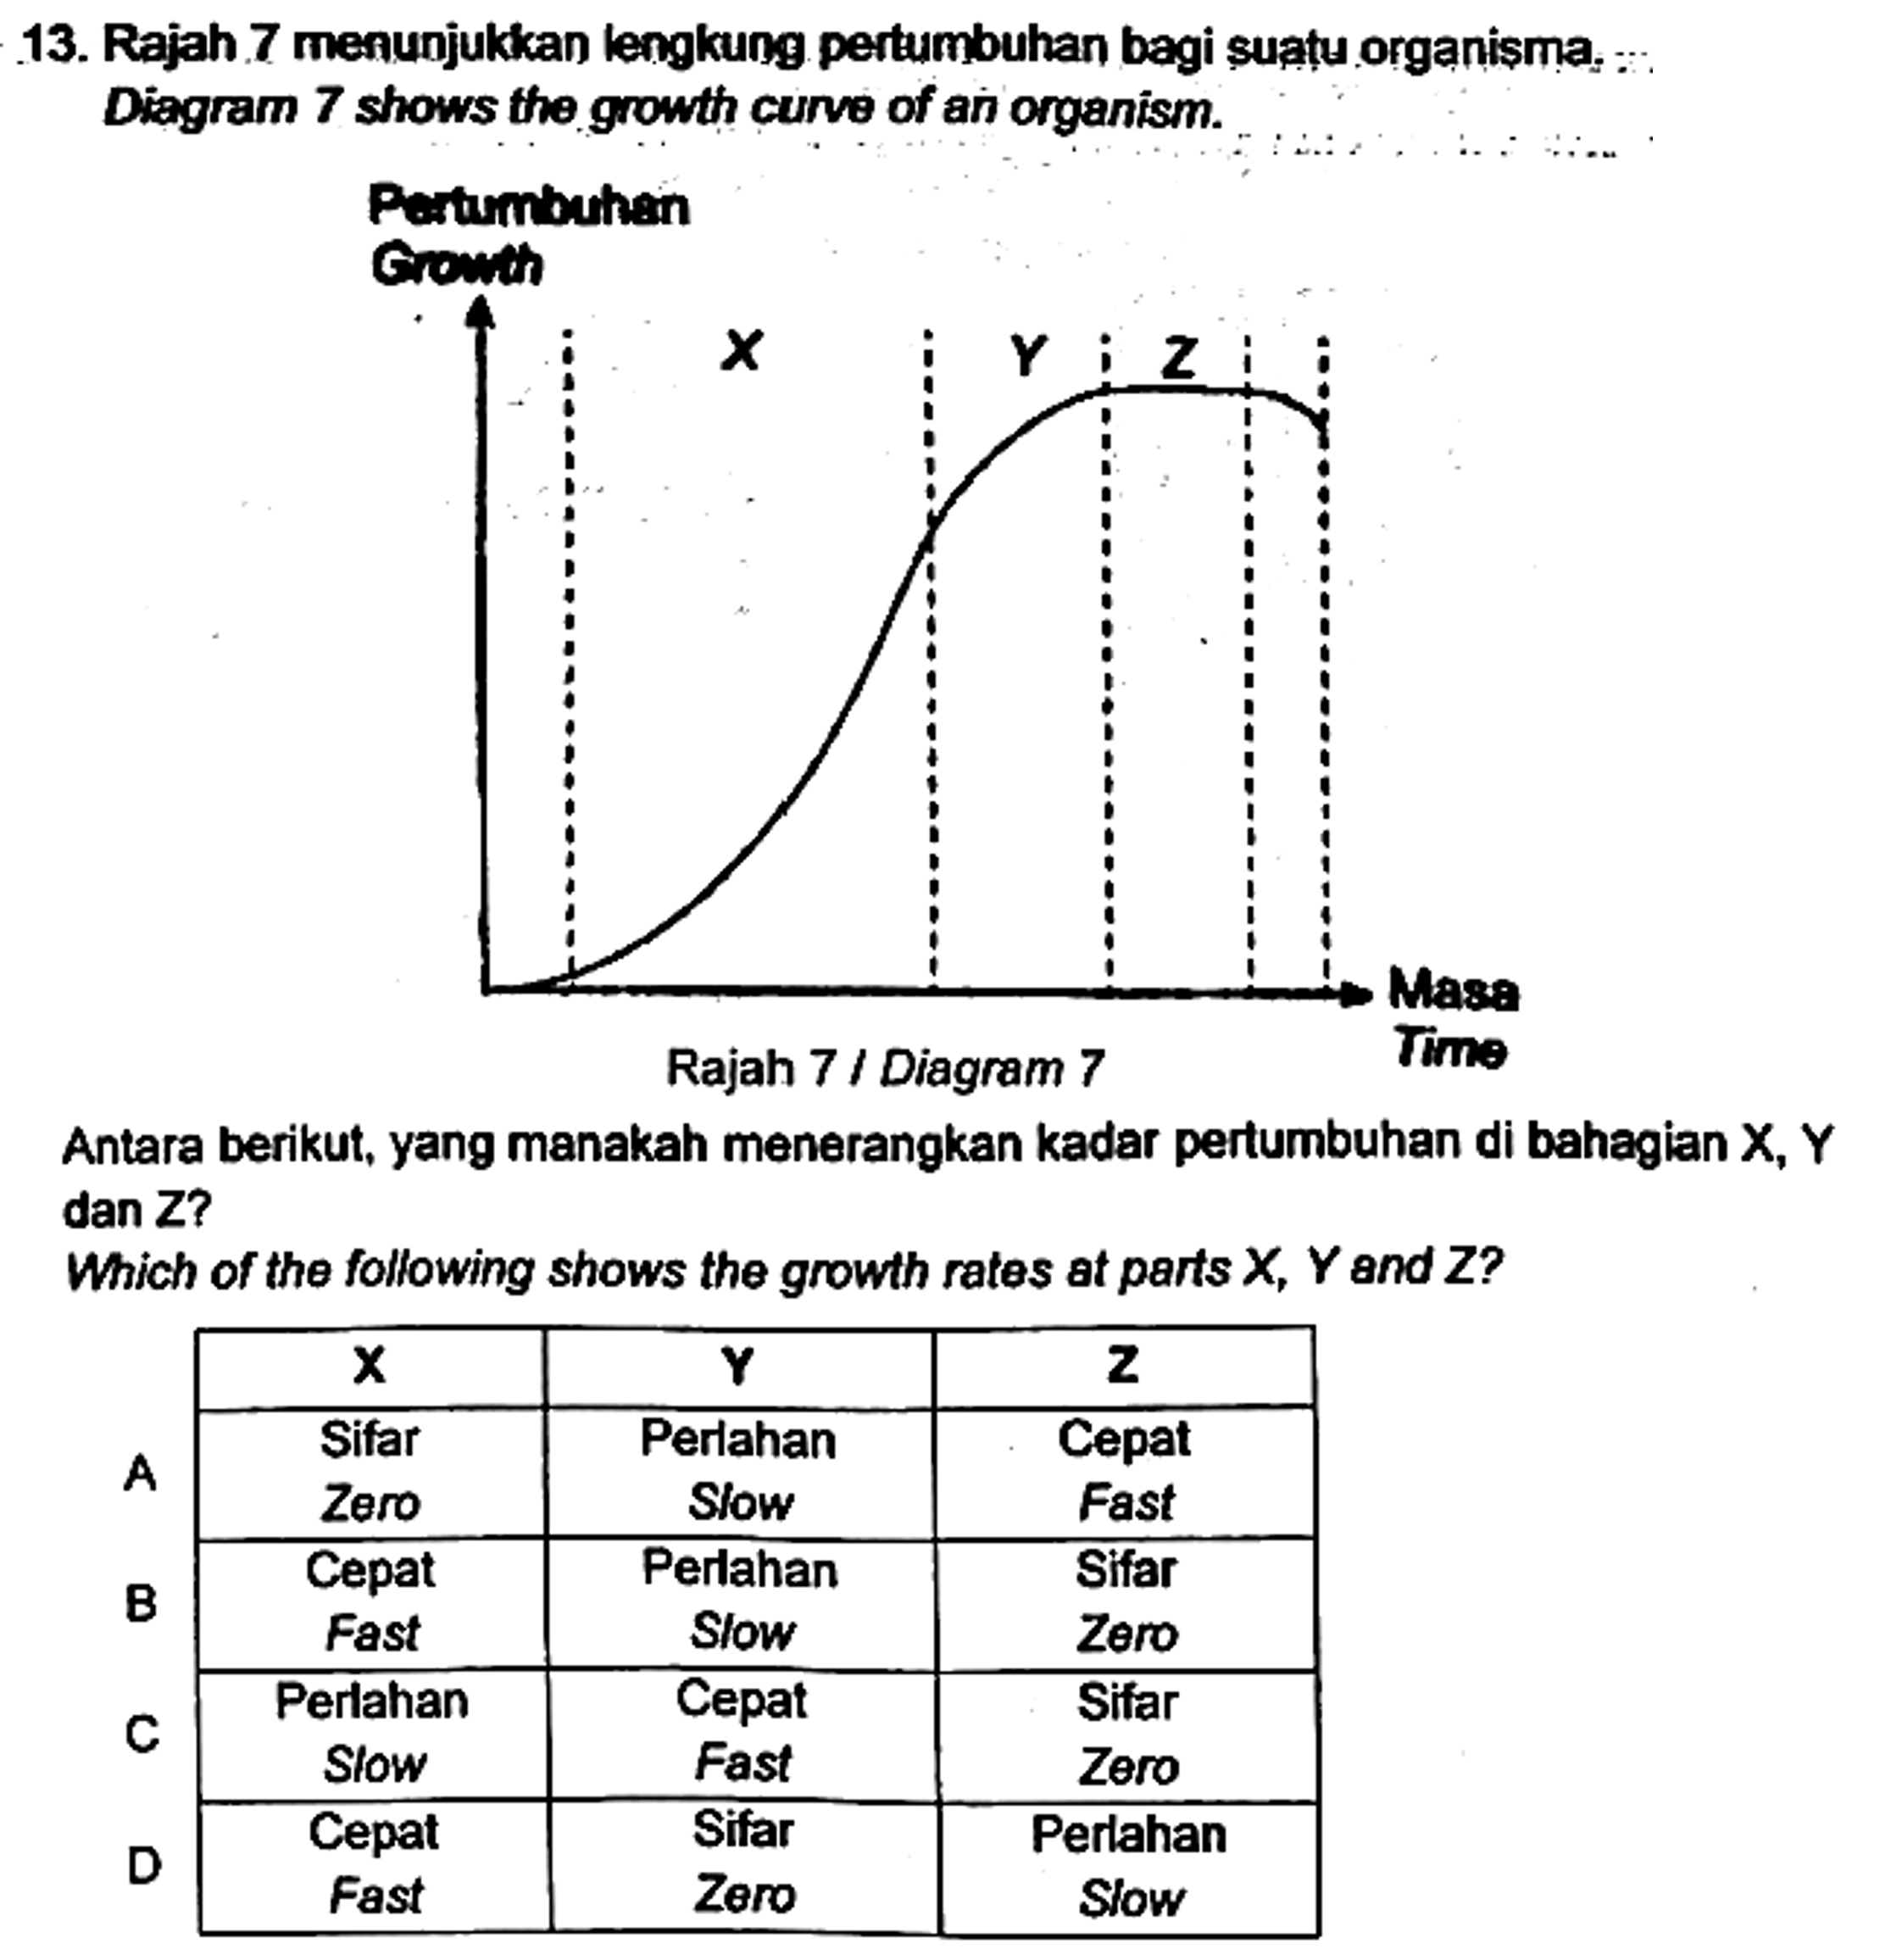 13. Rajah 7 menunjukkan lengkung pertumbuhan bagi suatu organisma.
Diagram 7 shows the growth curve of an organism.
Pertumbuhan
Growth
X Y Z
Masa
Time
Rajah 7 / Diagram 7
Antara berikut, yang manakah menerangkan kadar pertumbuhan di bahagian X, Y
dan Z?
Which of the following shows the growth rates at parts X, Y and Z?
X Y Z
A Sifar Perlahan Cepat
Zero Slow Fast
B Cepat Perlahan Sifar
Fast Slow Zero
C Perlahan Cepat Sifar
Slow Fast Zero
D Cepat Sifar Perlahan
Fast Zero Slow